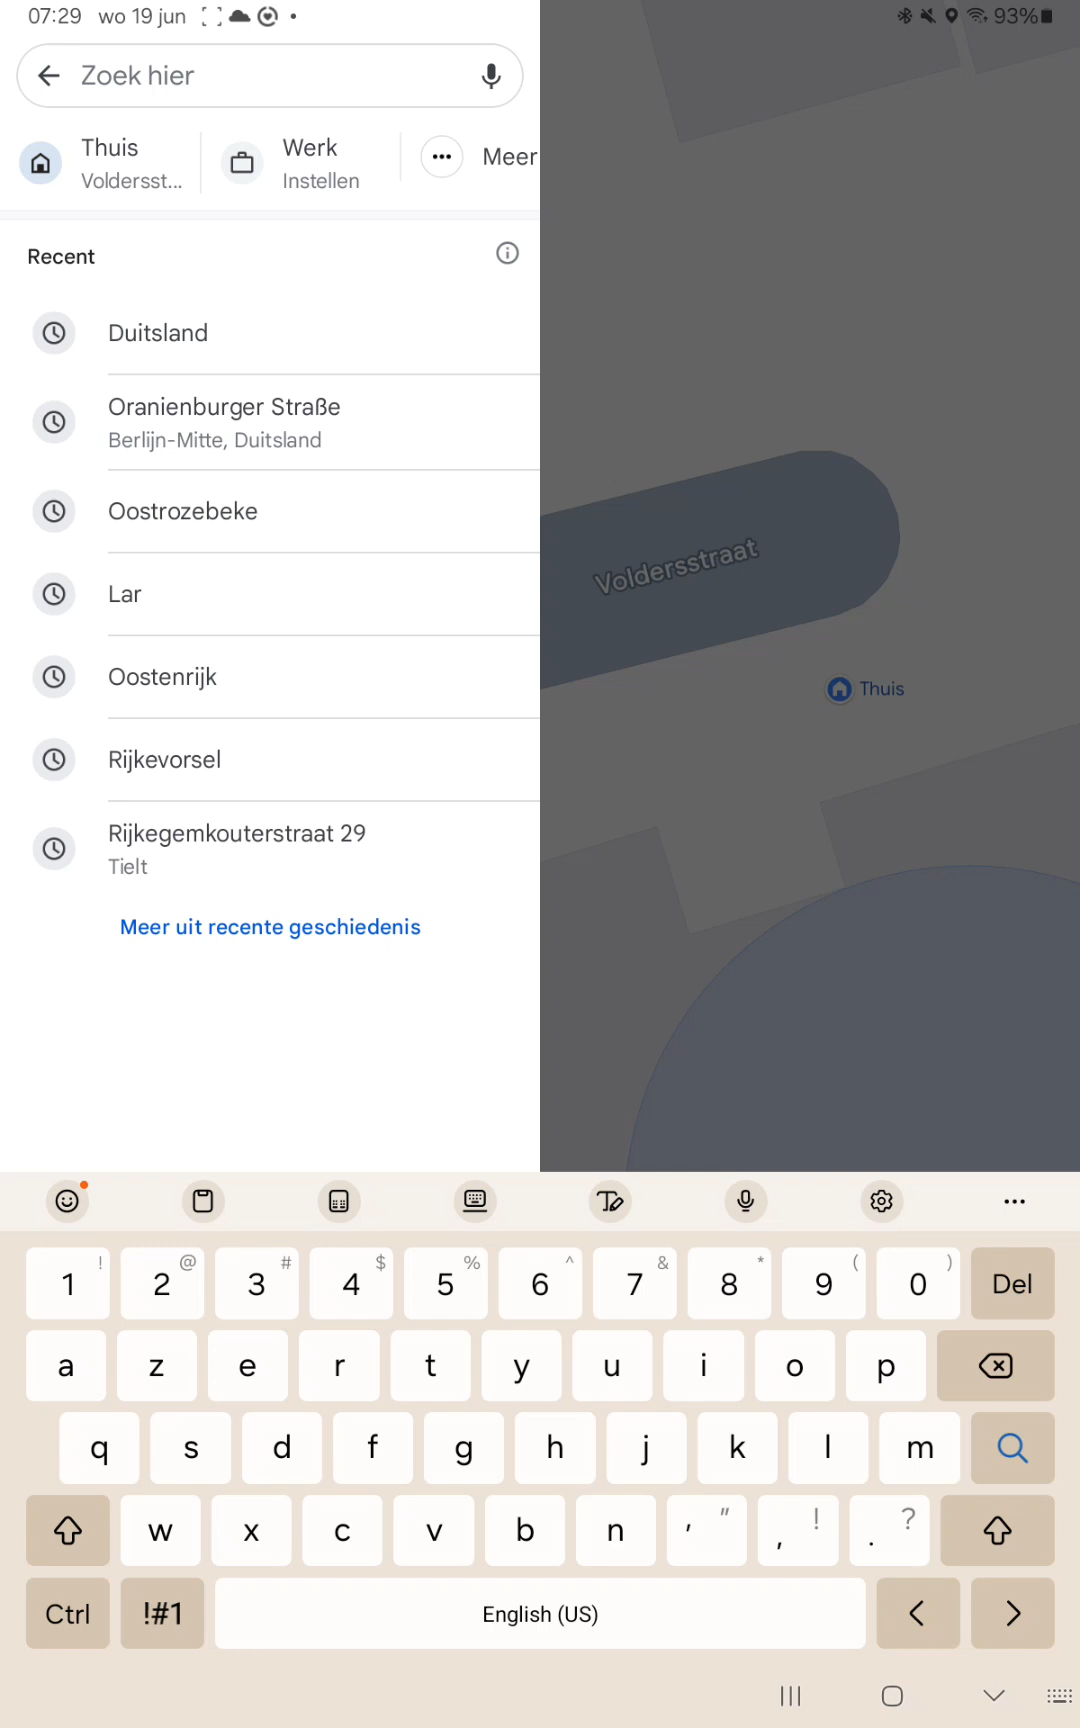 07:29 wo 19 jun
93%
Zoek hier
Thuis
Voldersst...
Werk
Instellen
Meer
Recent
Duitsland
Oranienburger Straße
Berlijn-Mitte, Duitsland
Oostrozebeke
Lar
Oostenrijk
Rijkevorsel
Rijkegemkouterstraat 29
Tielt
Meer uit recente geschiedenis
Voldersstraat
Thuis
! @ # $ % ^ & * ( )
1 2 3 4 5 6 7 8 9 0 Del
a z e r t y u i o p
q s d f g h j k l m
w x c v b n ' " , ! . ?
Ctrl !#1 English (US) < >